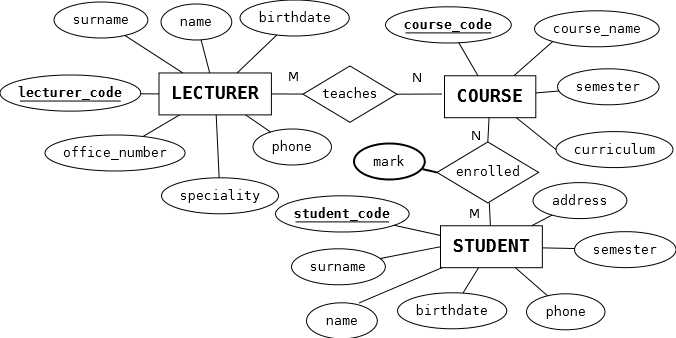 surname
name
birthdate
course_code
course_name
lecturer_code
LECTURER
M
teaches
N
COURSE
semester
office_number
phone
speciality
mark
N
enrolled
curriculum
M
student_code
address
STUDENT
semester
surname
name
birthdate
phone